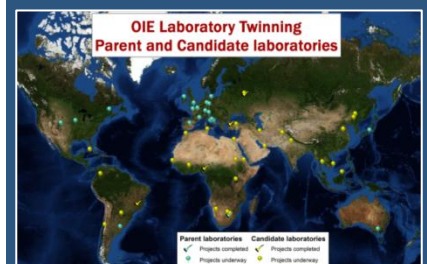 OIE Laboratory Twinning
Parent and Candidate laboratories
Parent laboratories Candidate laboratories
Projects completed Projects completed
Projects underway Projects underway